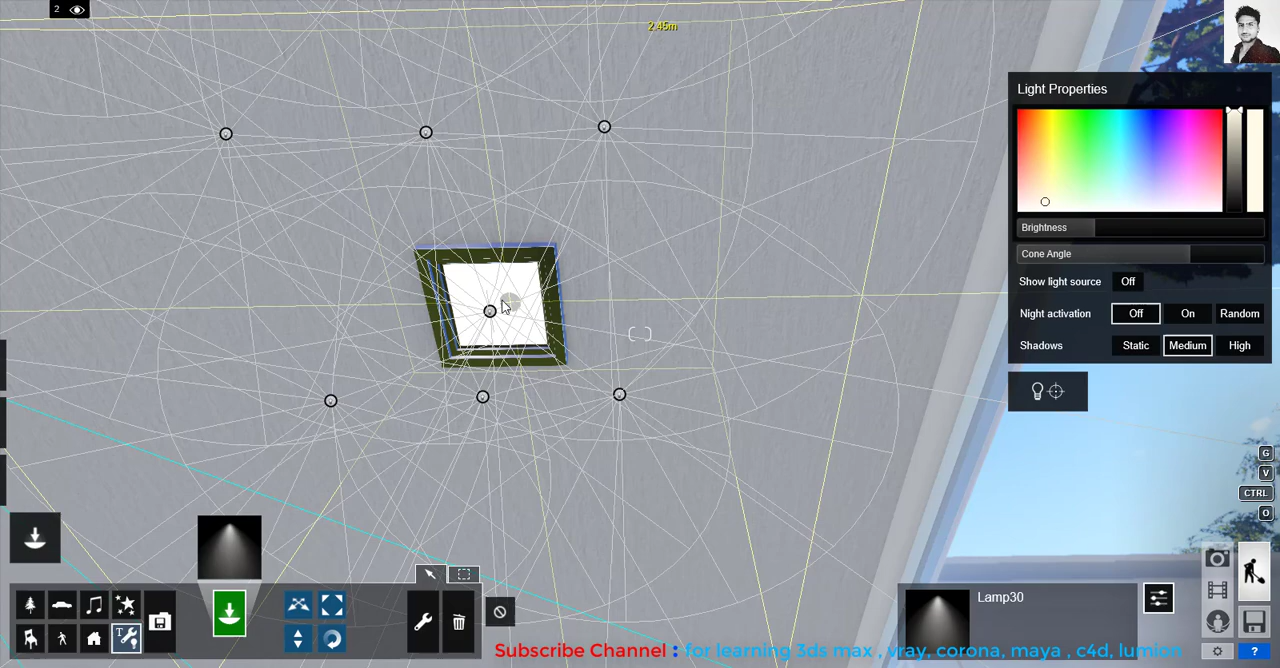 2
2.45m
Light Properties
Brightness
Cone Angle
Show light source Off
Night activation Off On Random
Shadows Static Medium High
G
V
CTRL
O
Lamp30
T
?
Subscribe Channel : for learning 3ds max , vray, corona, maya , c4d, lumion